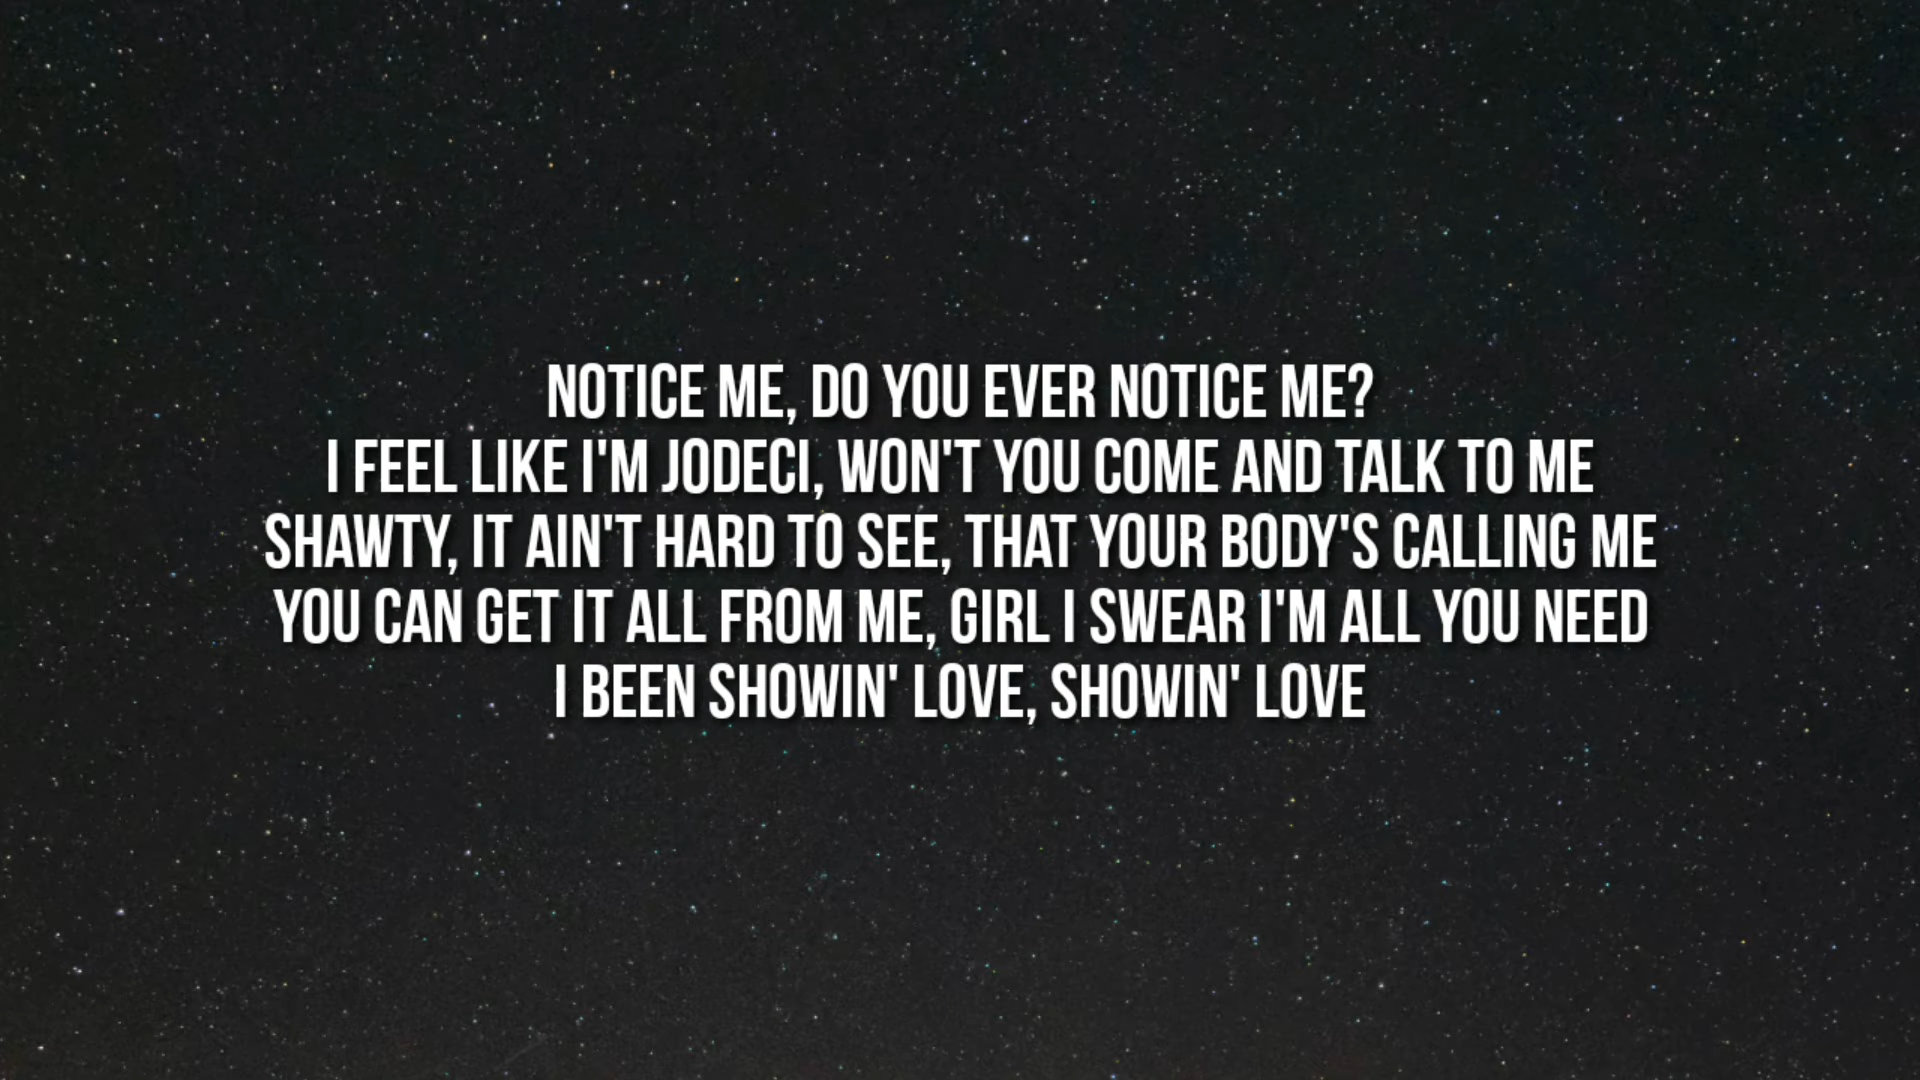 NOTICE ME, DO YOU EVER NOTICE ME?
I FEEL LIKE I'M JODECI, WON'T YOU COME AND TALK TO ME
SHAWTY, IT AIN'T HARD TO SEE, THAT YOUR BODY'S CALLING ME
YOU CAN GET IT ALL FROM ME, GIRL I SWEAR I'M ALL YOU NEED
I BEEN SHOWIN' LOVE, SHOWIN' LOVE